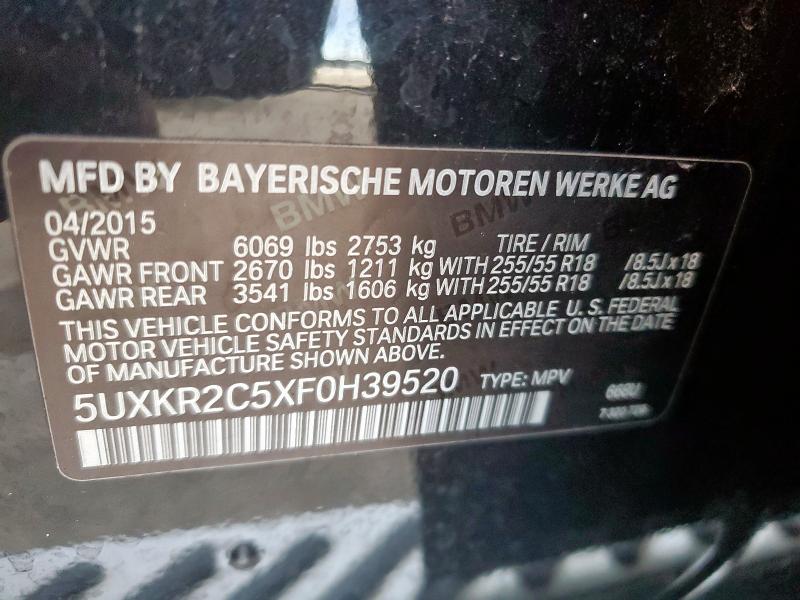 MFD BY BAYERISCHE MOTOREN WERKE AG
04/2015
GVWR 6069 lbs 2753 kg TIRE / RIM
GAWR FRONT 2670 lbs 1211 kg WITH 255/55 R18 /8.5J x 18
GAWR REAR 3541 lbs 1606 kg WITH 255/55 R18 /8.5J x 18
THIS VEHICLE CONFORMS TO ALL APPLICABLE U. S. FEDERAL
MOTOR VEHICLE SAFETY STANDARDS IN EFFECT ON THE DATE
OF MANUFACTURE SHOWN ABOVE.
5UXKR2C5XF0H39520 TYPE: MPV